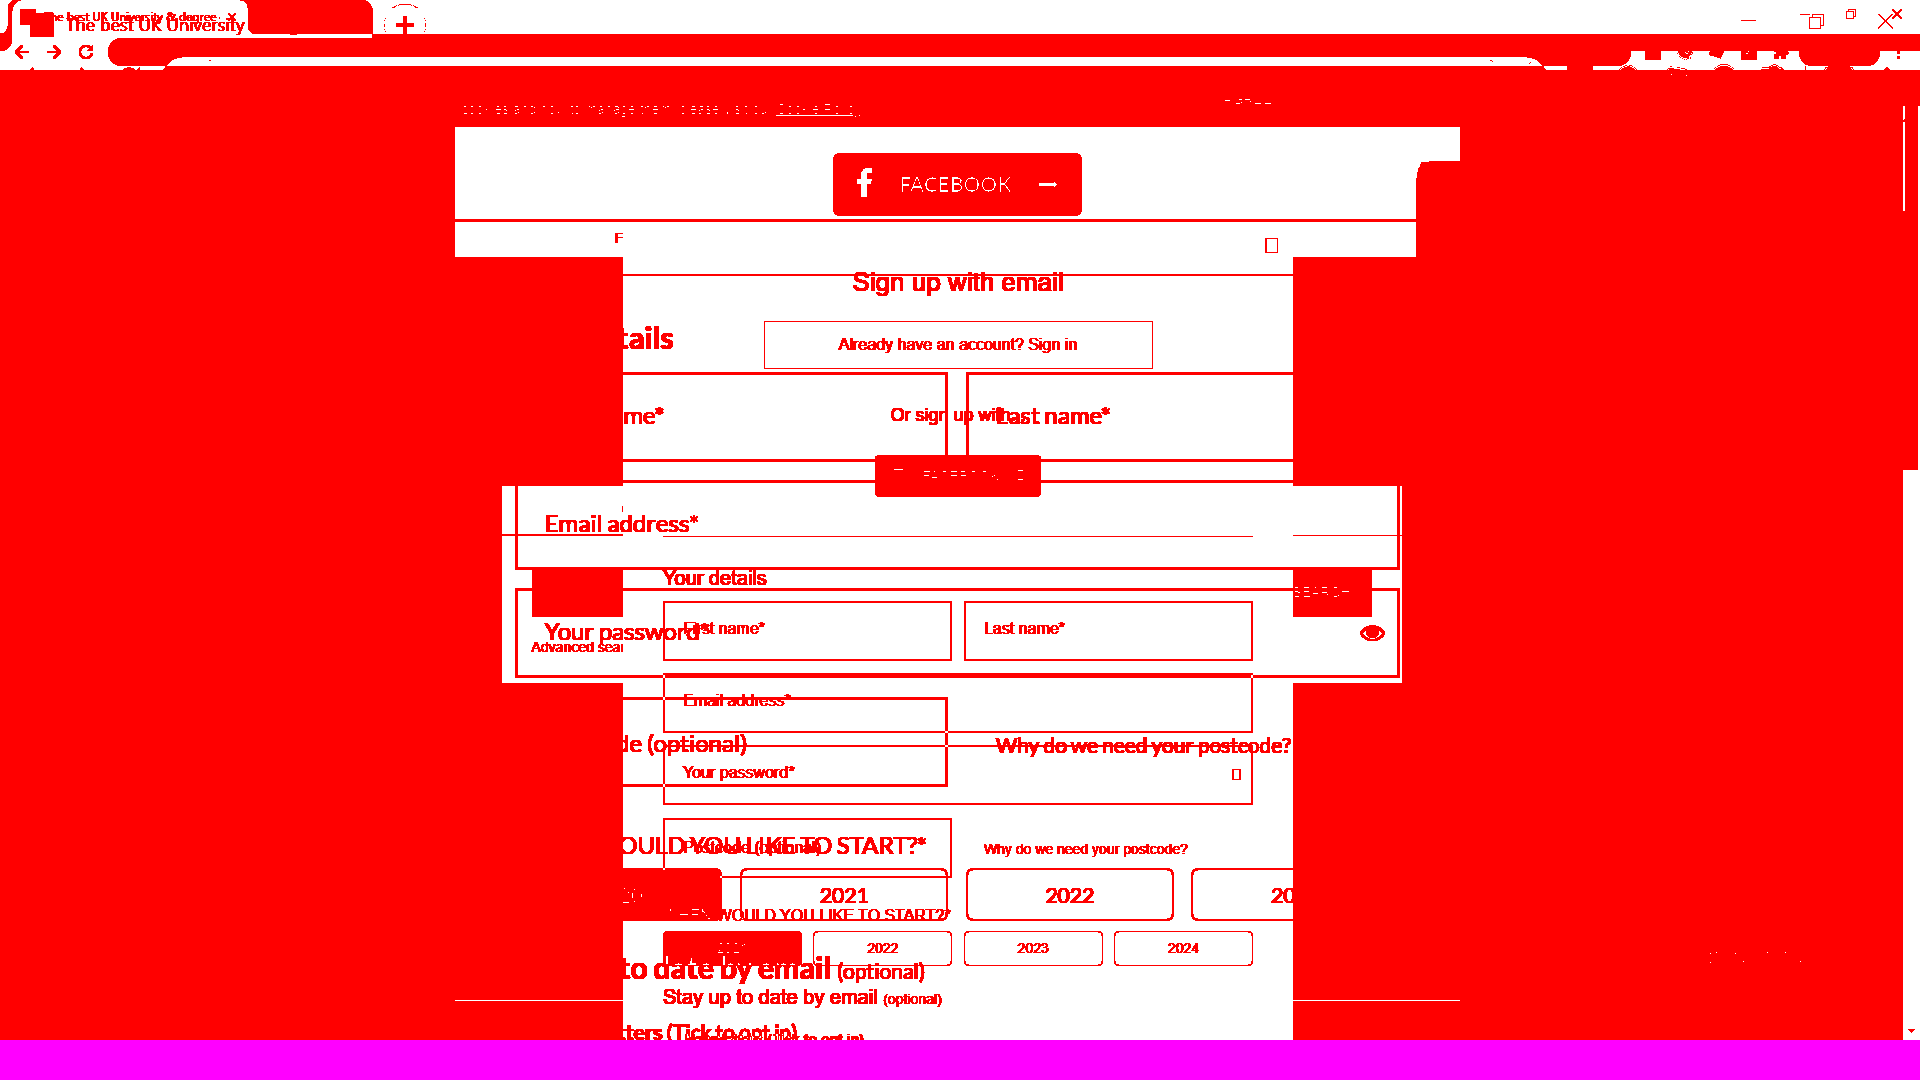 The best UK University & degree
The best UK University
Cookie Policy
FACEBOOK
F
Sign up with email
tails
Already have an account? Sign in
me*
Or sign up with
Last name*
Email address*
Your details
SEARCH
First name*
Last name*
Your password*
Advanced sear
Email address*
de (optional)
Why do we need your postcode?
Your password*
OULD YOU LIKE TO START?*
Postcode (optional)
Why do we need your postcode?
2021
2022
20
WOULD YOU LIKE TO START?*
2022
2023
2024
to date by email (optional)
Stay up to date by email (optional)
ters (Tick to opt in)